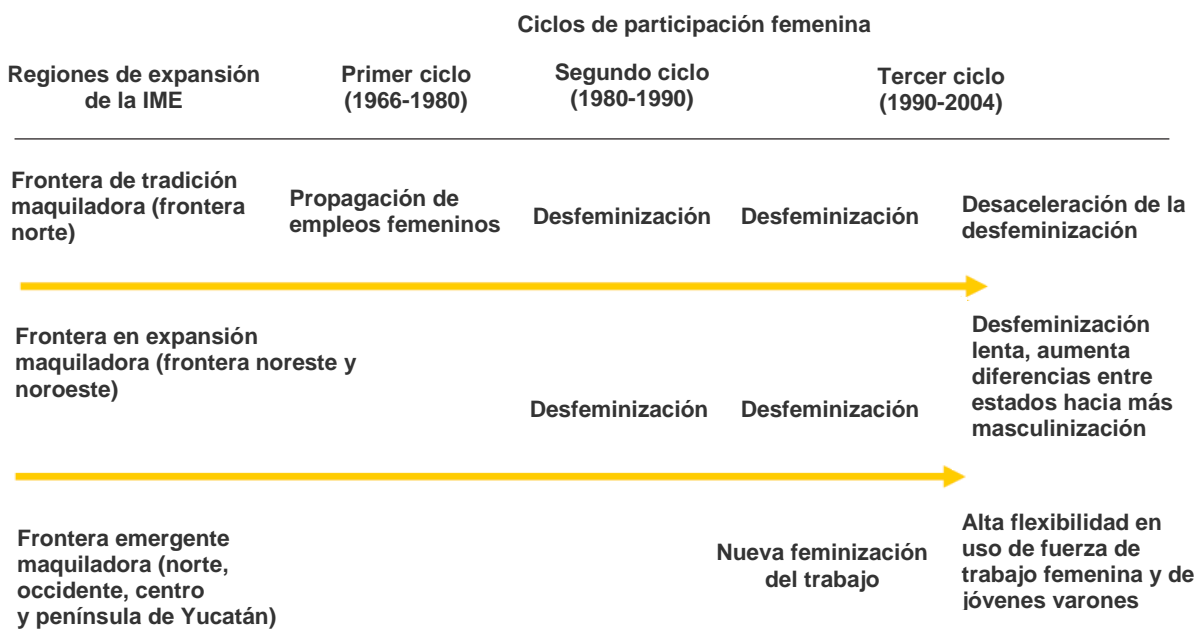 Ciclos de participación femenina
Regiones de expansión
de la IME
Primer ciclo
(1966-1980)
Segundo ciclo
(1980-1990)
Tercer ciclo
(1990-2004)
Frontera de tradición
maquiladora (frontera
norte)
Propagación de
empleos femeninos
Desfeminización
Desfeminización
Desaceleración de la
desfeminización
Frontera en expansión
maquiladora (frontera noreste y
noroeste)
Desfeminización
Desfeminización
Desfeminización
lenta, aumenta
diferencias entre
estados hacia más
masculinización
Frontera emergente
maquiladora (norte,
occidente, centro
y península de Yucatán)
Nueva feminización
del trabajo
Alta flexibilidad en
uso de fuerza de
trabajo femenina y de
jóvenes varones